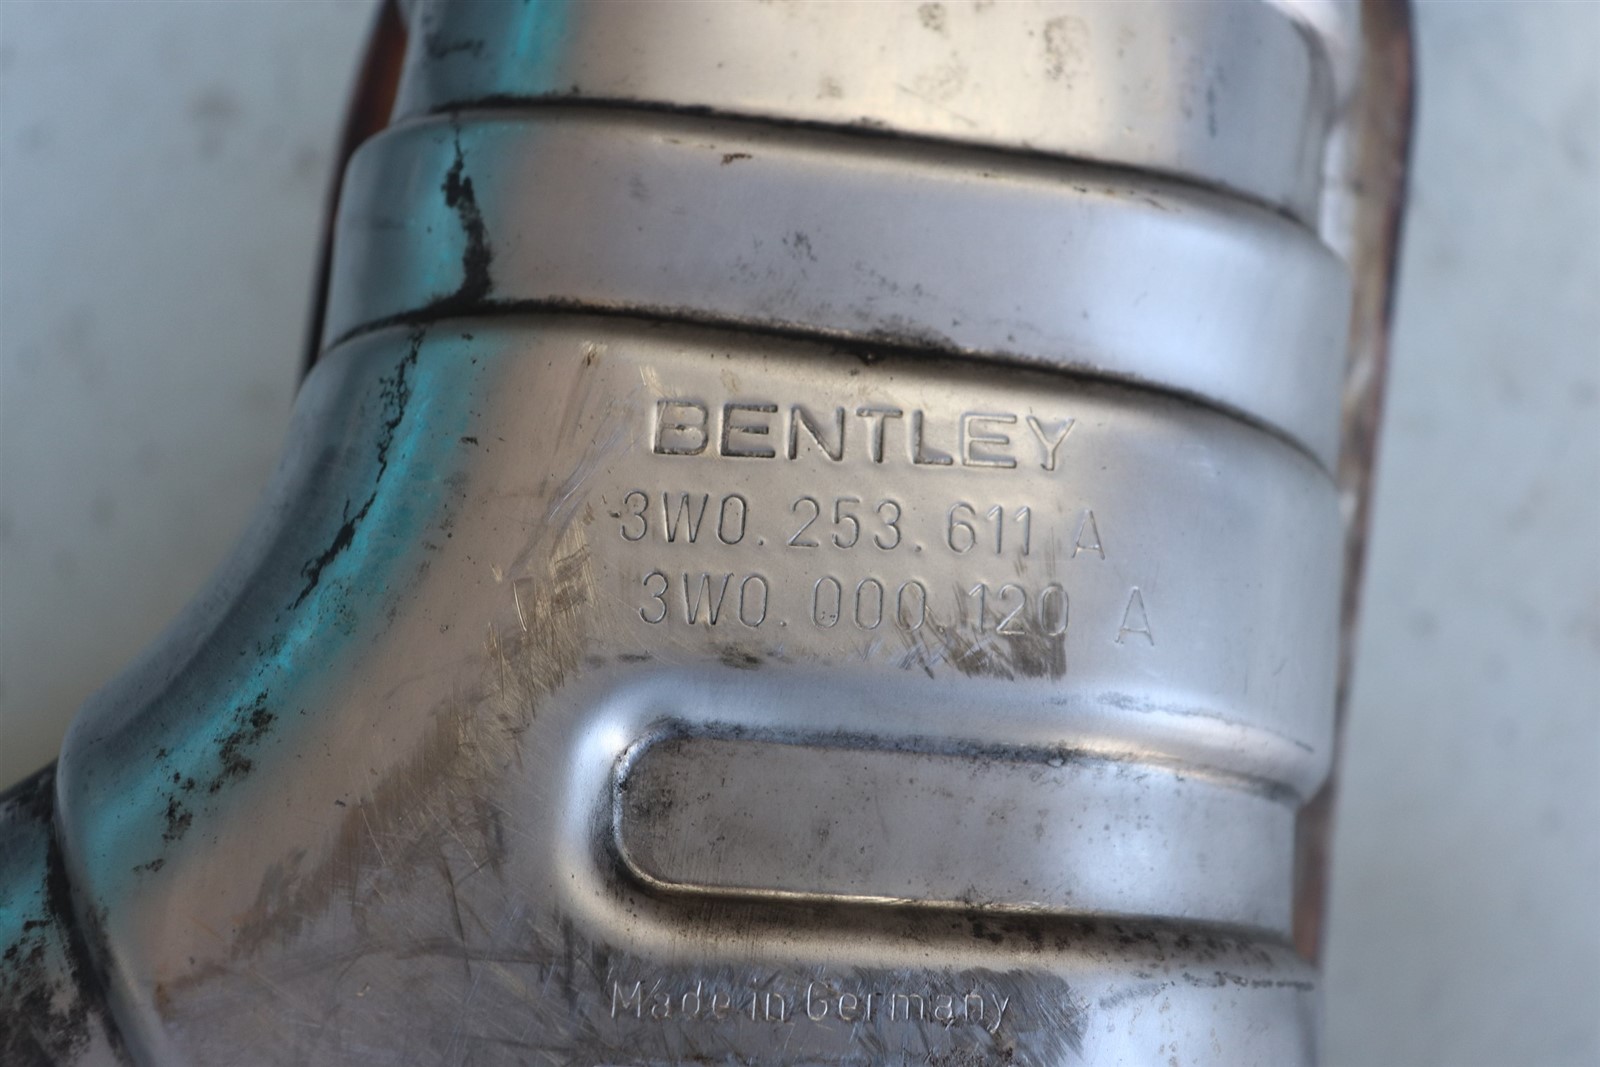 BENTLEY
3W0.253.611 A
3W0.000.120 A
Made in Germany